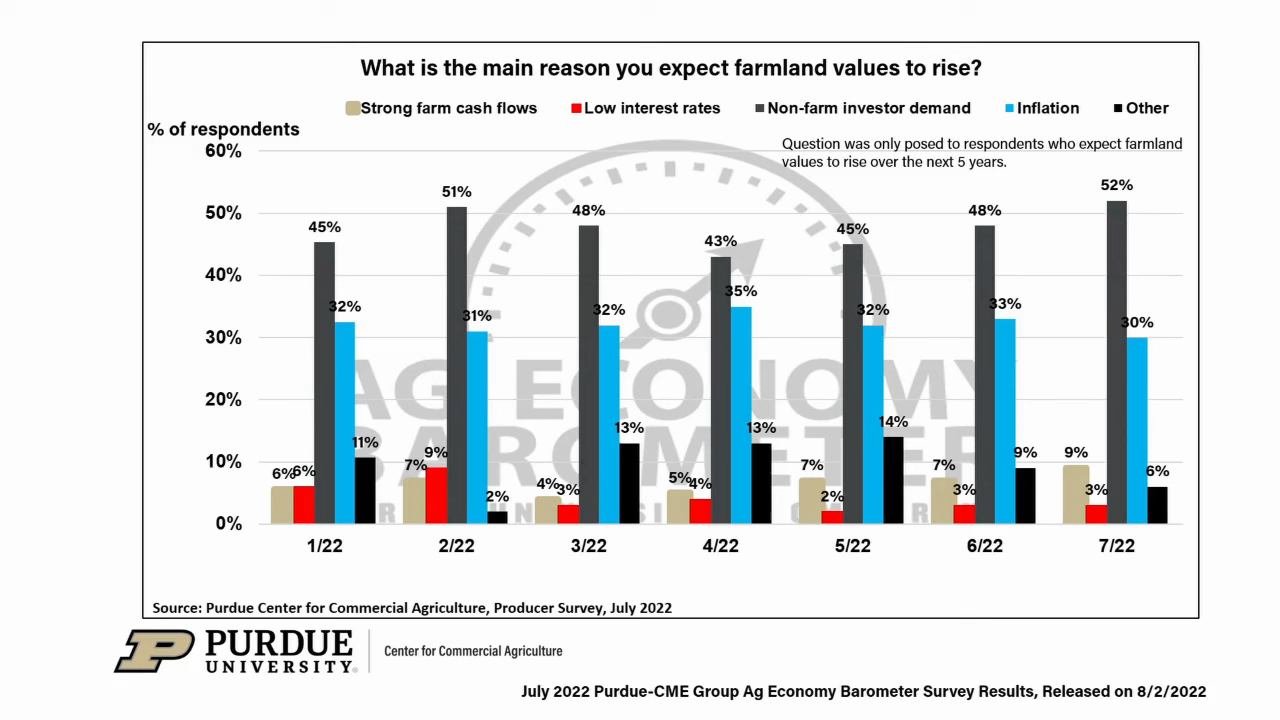 What is the main reason you expect farmland values to rise?
Strong farm cash flows Low interest rates Non-farm investor demand Inflation Other
% of respondents
Question was only posed to respondents who expect farmland
values to rise over the next 5 years.
60%
50%
40%
30%
20%
10%
0%
6% 6% 45% 32% 11%
7% 9% 51% 31% 2%
4% 3% 48% 32% 13%
5% 4% 43% 35% 13%
7% 2% 45% 32% 14%
7% 3% 48% 33% 9%
9% 3% 52% 30% 6%
1/22 2/22 3/22 4/22 5/22 6/22 7/22
AG ECONOMY
BAROMETER
Source: Purdue Center for Commercial Agriculture, Producer Survey, July 2022
PURDUE
UNIVERSITY®
Center for Commercial Agriculture
July 2022 Purdue-CME Group Ag Economy Barometer Survey Results, Released on 8/2/2022